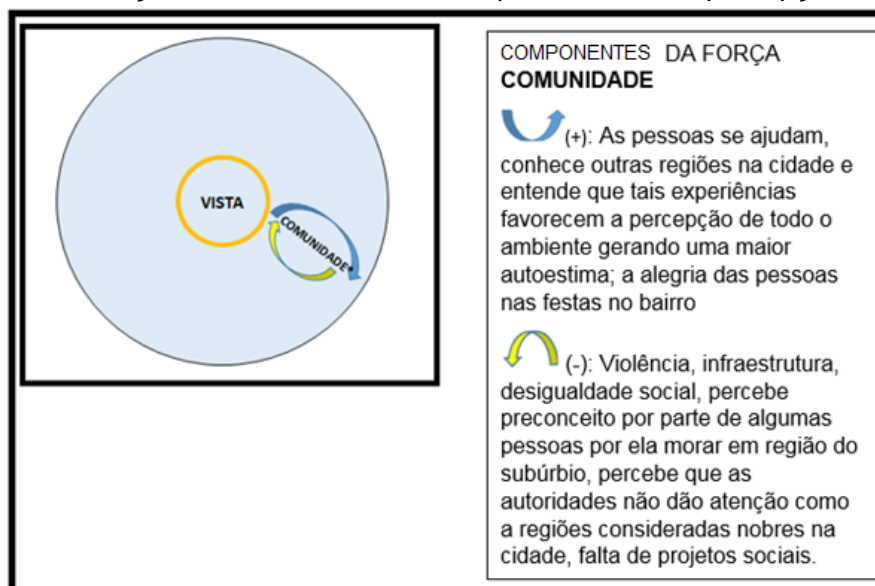 VISTA
COMUNIDADE*
COMPONENTES DA FORÇA
COMUNIDADE
(+): As pessoas se ajudam,
conhece outras regiões na cidade e
entende que tais experiências
favorecem a percepção de todo o
ambiente gerando uma maior
autoestima; a alegria das pessoas
nas festas no bairro
(-): Violência, infraestrutura,
desigualdade social, percebe
preconceito por parte de algumas
pessoas por ela morar em região do
subúrbio, percebe que as
autoridades não dão atenção como
a regiões consideradas nobres na
cidade, falta de projetos sociais.